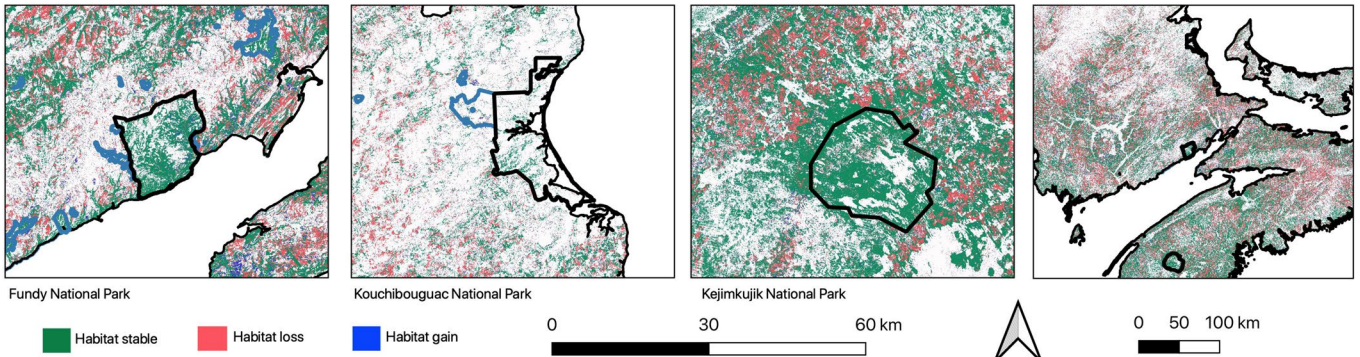 Fundy National Park
Kouchibouguac National Park
Kejimkujik National Park
Habitat stable
Habitat loss
Habitat gain
0 30 60 km
0 50 100 km